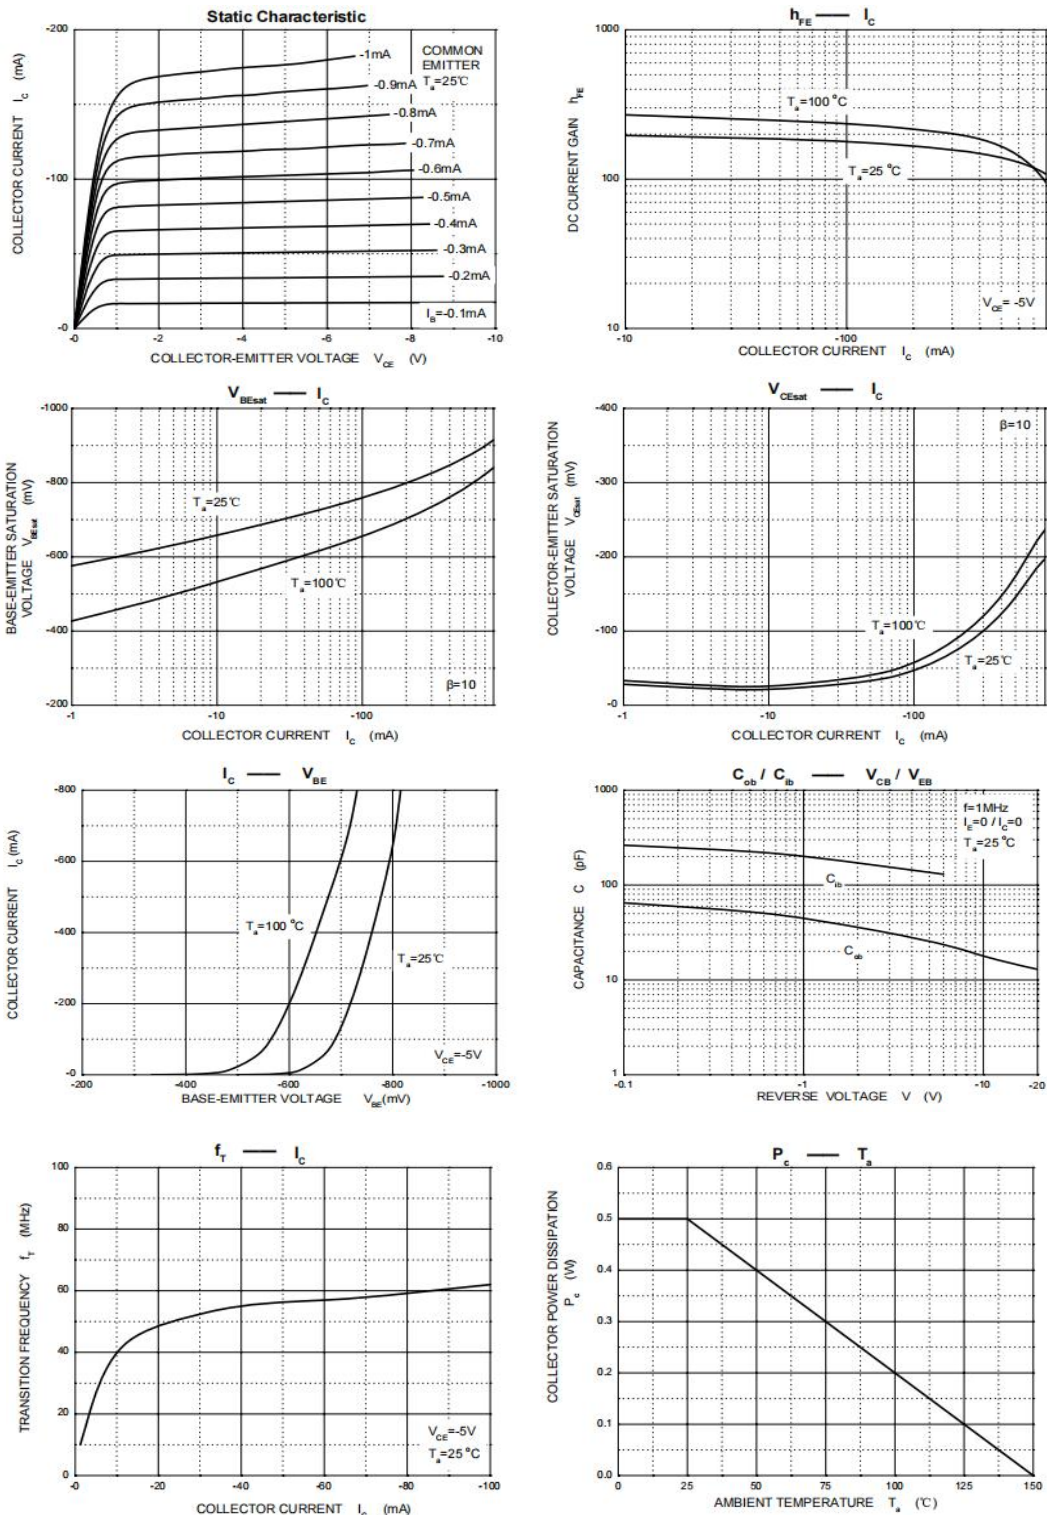 Static Characteristic
COLLECTOR CURRENT I_C (mA)
-200
-100
-0
-1mA
-0.9mA
-0.8mA
-0.7mA
-0.6mA
-0.5mA
-0.4mA
-0.3mA
-0.2mA
I_B=-0.1mA
COMMON
EMITTER
T_a=25℃
-0 -2 -4 -6 -8 -10
COLLECTOR-EMITTER VOLTAGE V_CE (V)
h_FE —— I_C
DC CURRENT GAIN h_FE
1000
100
10
T_a=100 °C
T_a=25 °C
V_CE= -5V
-10 -100
COLLECTOR CURRENT I_C (mA)
V_BEsat —— I_C
BASE-EMITTER SATURATION
VOLTAGE V_BEsat (mV)
-1000
-800
-600
-400
-200
T_a=25℃
T_a=100℃
β=10
-1 -10 -100
COLLECTOR CURRENT I_C (mA)
V_CEsat —— I_C
COLLECTOR-EMITTER SATURATION
VOLTAGE V_CEsat (mV)
-400
-300
-200
-100
-0
β=10
T_a=100℃
T_a=25℃
-1 -10 -100
COLLECTOR CURRENT I_C (mA)
I_C —— V_BE
COLLECTOR CURRENT I_C (mA)
-800
-600
-400
-200
-0
T_a=100 °C
T_a=25℃
V_CE=-5V
-200 -400 -600 -800 -1000
BASE-EMITTER VOLTAGE V_BE(mV)
C_ob / C_ib —— V_CB / V_EB
CAPACITANCE C (pF)
1000
100
10
1
f=1MHz
I_E=0 / I_C=0
T_a=25 °C
C_ib
C_ob
-0.1 -1 -10 -20
REVERSE VOLTAGE V (V)
f_T —— I_C
TRANSITION FREQUENCY f_T (MHz)
100
80
60
40
20
0
V_CE=-5V
T_a=25 °C
-0 -20 -40 -60 -80 -100
COLLECTOR CURRENT I_C (mA)
P_c —— T_a
COLLECTOR POWER DISSIPATION
P_c (W)
0.6
0.5
0.4
0.3
0.2
0.1
0.0
0 25 50 75 100 125 150
AMBIENT TEMPERATURE T_a (℃)